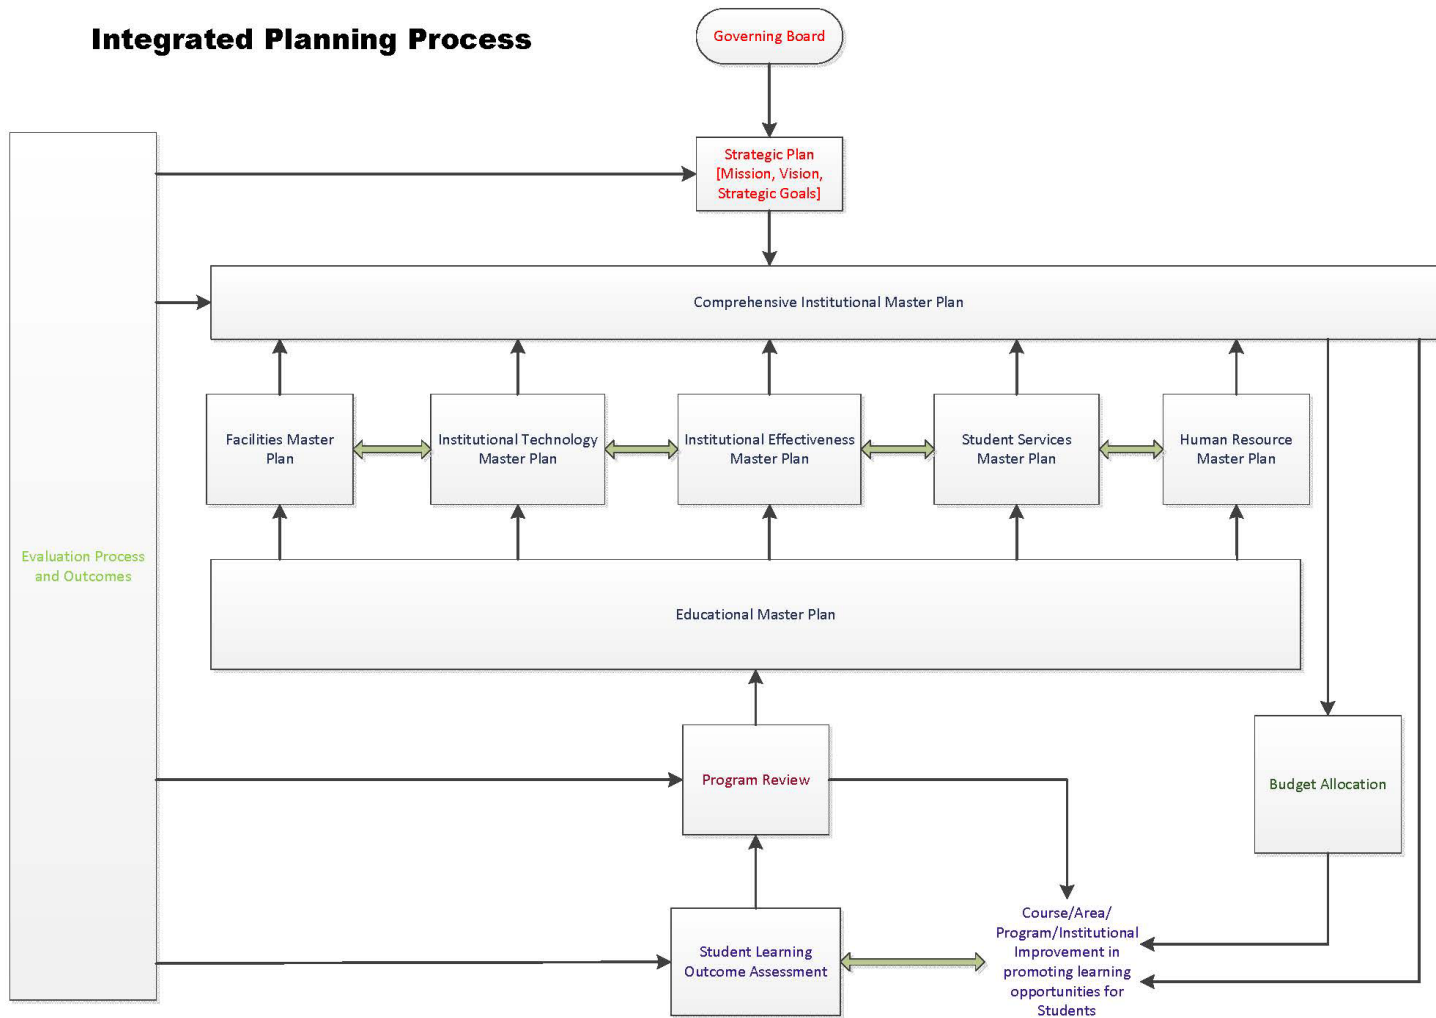 Integrated Planning Process
Governing Board
Strategic Plan
[Mission, Vision,
Strategic Goals]
Comprehensive Institutional Master Plan
Facilities Master
Plan
Institutional Technology
Master Plan
Institutional Effectiveness
Master Plan
Student Services
Master Plan
Human Resource
Master Plan
Evaluation Process
and Outcomes
Educational Master Plan
Program Review
Budget Allocation
Student Learning
Outcome Assessment
Course/Area/
Program/Institutional
Improvement in
promoting learning
opportunities for
Students